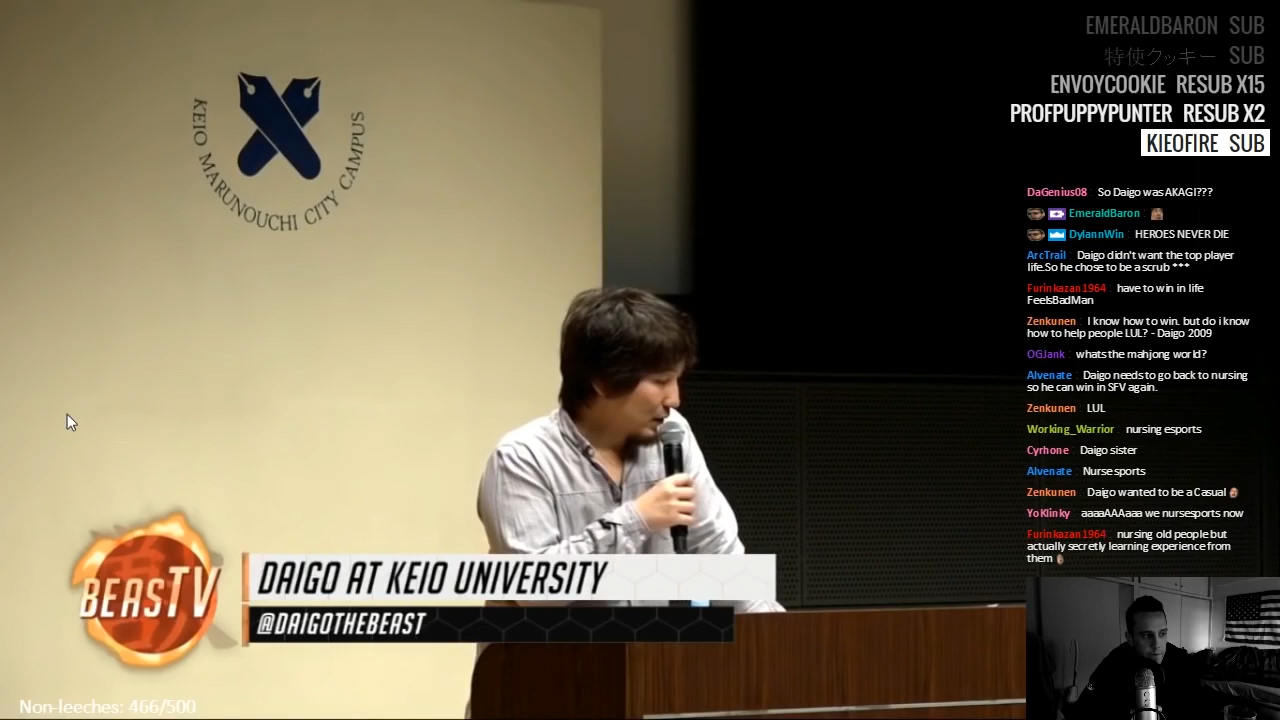 KEIO MARUNOUCHI CITY CAMPUS
BEASTV
DAIGO AT KEIO UNIVERSITY
@DAIGOTHEBEAST
Non-leeches: 466/500
EMERALDBARON SUB
特使クッキー SUB
ENVOYCOOKIE RESUB X15
PROFPUPPYPUNTER RESUB X2
KIEOFIRE SUB
DaGenius08 So Daigo was AKAGI???
EmeraldBaron :
DylannWin : HEROES NEVER DIE
ArcTrail : Daigo didn't want the top player
life.So he chose to be a scrub ***
Furinkazan1964 : have to win in life
FeelsBadMan
Zenkunen : I know how to win. but do i know
how to help people LUL? - Daigo 2009
OGJank : whats the mahjong world?
Alvenate : Daigo needs to go back to nursing
so he can win in SFV again.
Zenkunen : LUL
Working_Warrior : nursing esports
Cyrhone : Daigo sister
Alvenate : Nurse sports
Zenkunen : Daigo wanted to be a Casual
YoKlinky : aaaaAAAaaa we nursesports now
Furinkazan1964 : nursing old people but
actually secretly learning experience from
them